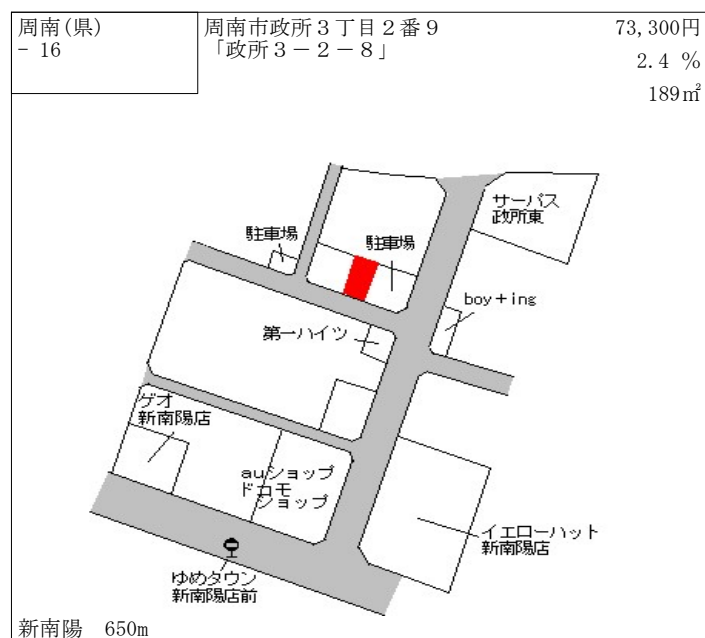 周南(県)
- 16
周南市政所３丁目２番９
「政所３－２－８」
73,300円
2.4 %
189㎡
サーパス
政所東
駐車場
駐車場
boy+ing
第一ハイツ
ゲオ
新南陽店
auショップ
ドコモ
ショップ
イエローハット
新南陽店
ゆめタウン
新南陽店前
新南陽　650m